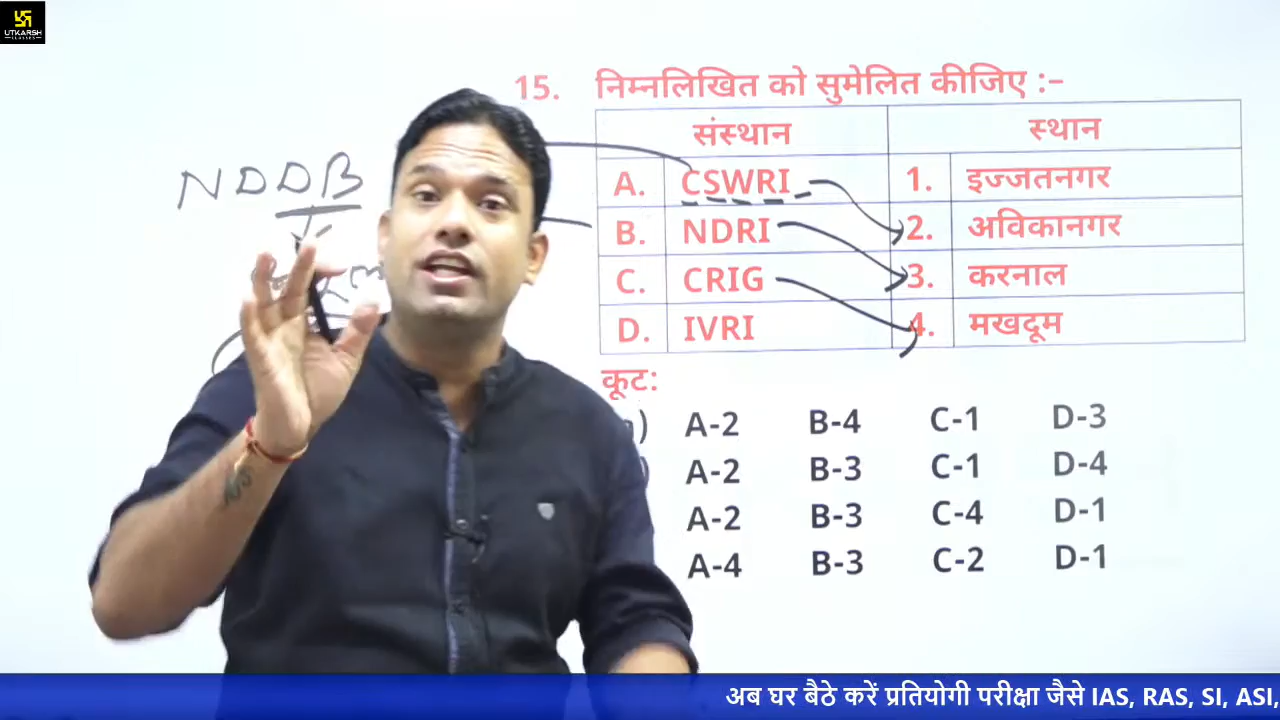 UTKARSH
CLASSES
15. निम्नलिखित को सुमेलित कीजिए :–
संस्थान स्थान
A. CSWRI 1. इज्जतनगर
B. NDRI 2. अविकानगर
C. CRIG 3. करनाल
D. IVRI 4. मखदूम
NDDB
कूट:
A-2 B-4 C-1 D-3
A-2 B-3 C-1 D-4
A-2 B-3 C-4 D-1
A-4 B-3 C-2 D-1
अब घर बैठे करें प्रतियोगी परीक्षा जैसे IAS, RAS, SI, ASI,